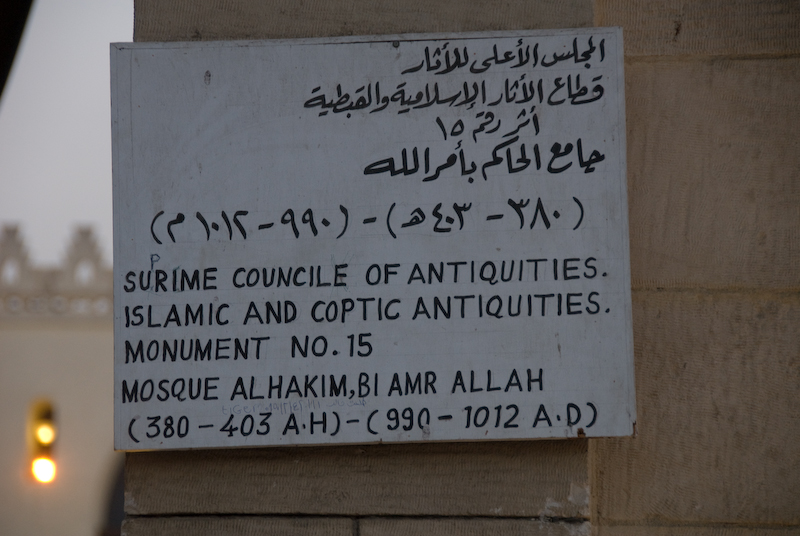 المجلس الأعلى للآثار
قطاع الآثار الإسلامية والقبطية
أثر رقم ١٥
جامع الحاكم بأمر الله
(٣٨٠ - ٤٠٣ هـ) - (٩٩٠ - ١٠١٢ م)
SUPRIME COUNCILE OF ANTIQUITIES.
ISLAMIC AND COPTIC ANTIQUITIES.
MONUMENT NO. 15
MOSQUE ALHAKIM, BI AMR ALLAH
(380 - 403 A.H) - (990 - 1012 A.D)